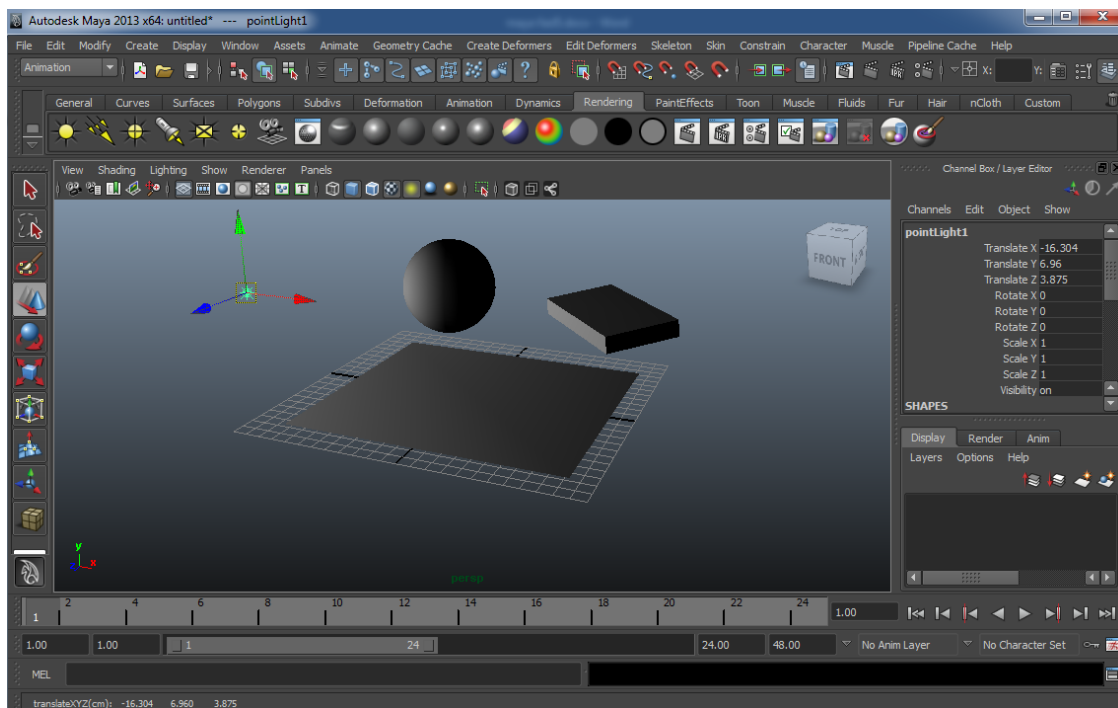 Autodesk Maya 2013 x64: untitled* --- pointLight1
File Edit Modify Create Display Window Assets Animate Geometry Cache Create Deformers Edit Deformers Skeleton Skin Constrain Character Muscle Pipeline Cache Help
Animation X: Y:
General Curves Surfaces Polygons Subdivs Deformation Animation Dynamics Rendering PaintEffects Toon Muscle Fluids Fur Hair nCloth Custom
View Shading Lighting Show Renderer Panels
Channel Box / Layer Editor
Channels Edit Object Show
pointLight1
Translate X -16.304
Translate Y 6.96
Translate Z 3.875
Rotate X 0
Rotate Y 0
Rotate Z 0
Scale X 1
Scale Y 1
Scale Z 1
Visibility on
SHAPES
FRONT
TOP
Display Render Anim
Layers Options Help
y
x
persp
1 2 4 6 8 10 12 14 16 18 20 22 24 1.00
1.00 1.00 1 24 24.00 48.00 No Anim Layer No Character Set
MEL
translateXYZ(cm): -16.304 6.960 3.875